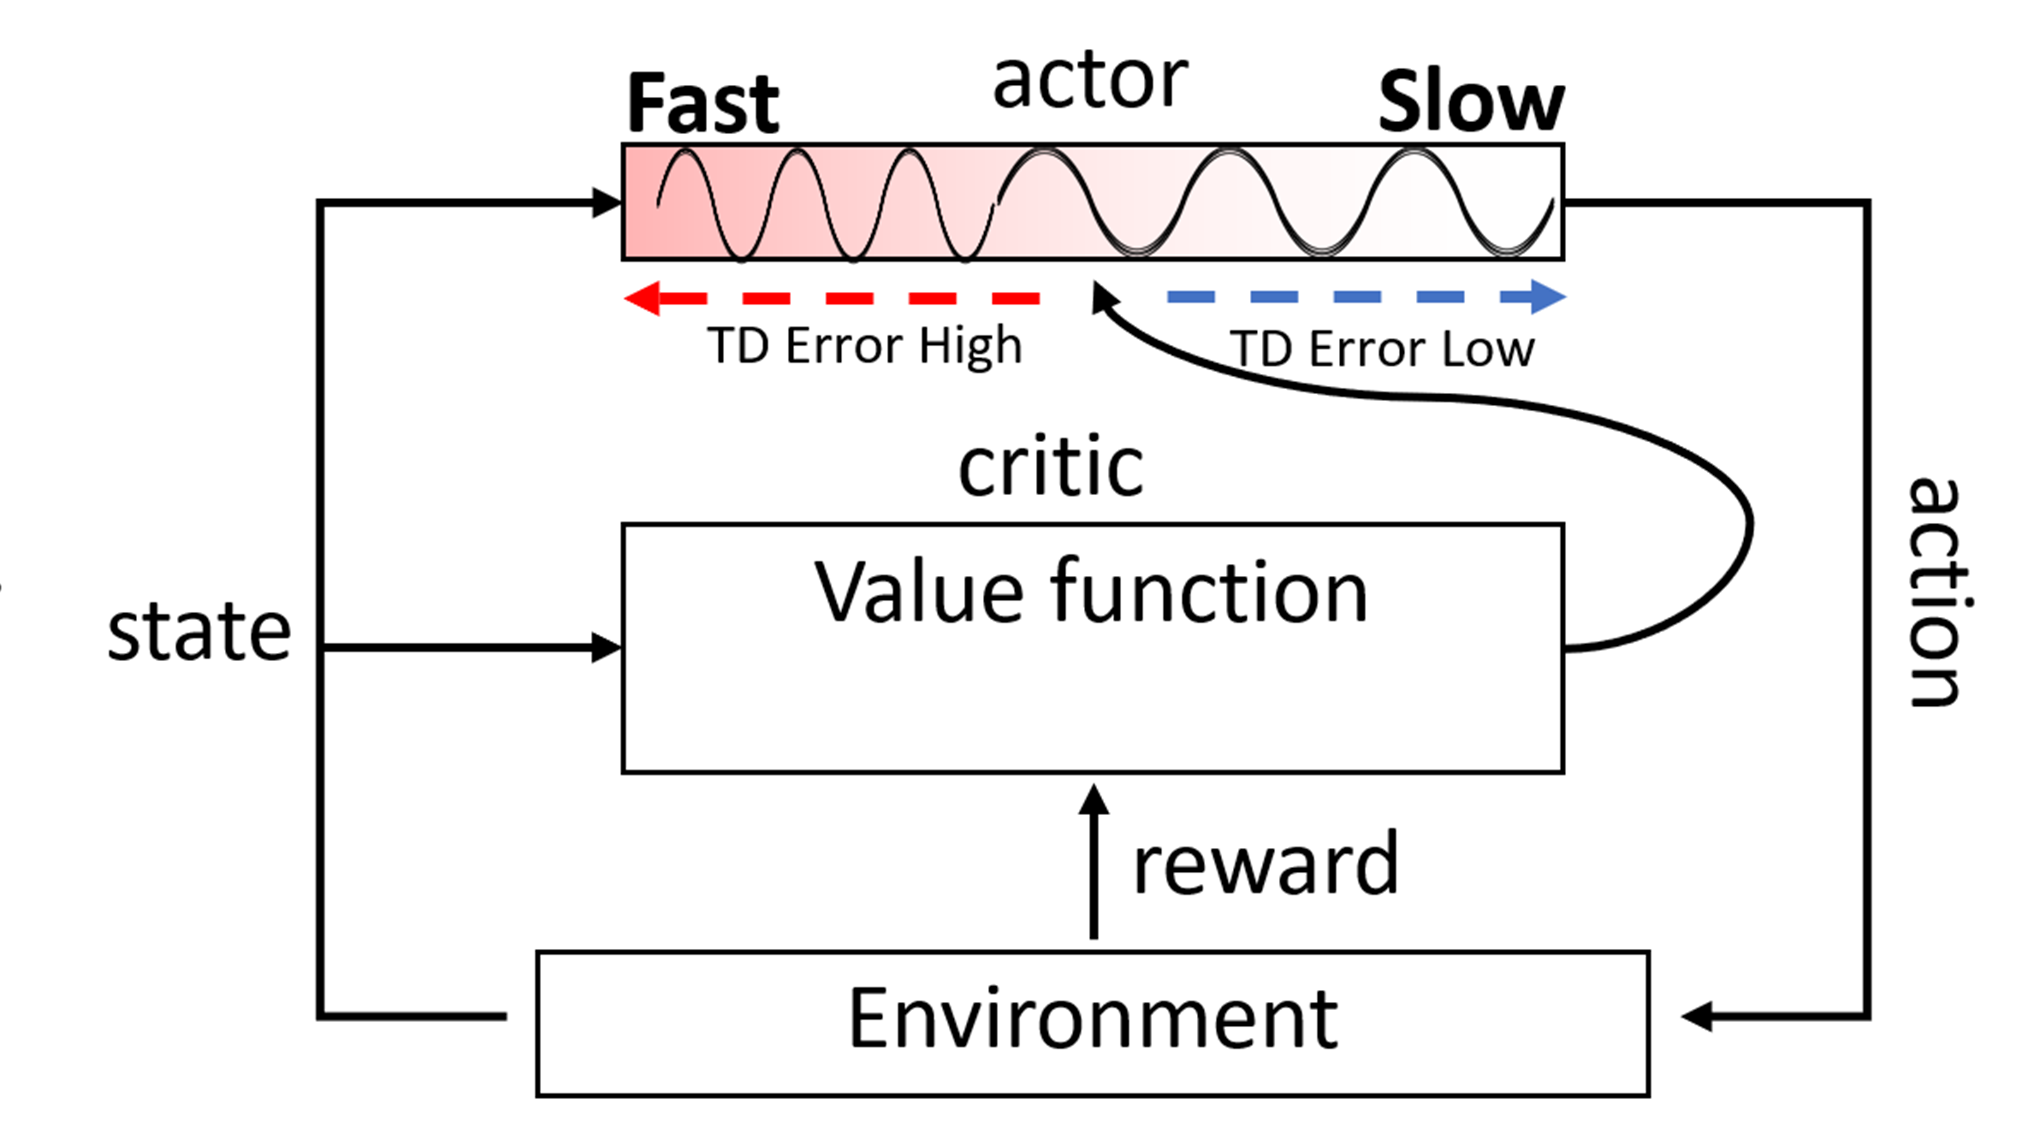 Fast
actor
Slow
TD Error High
TD Error Low
critic
Value function
state
action
reward
Environment